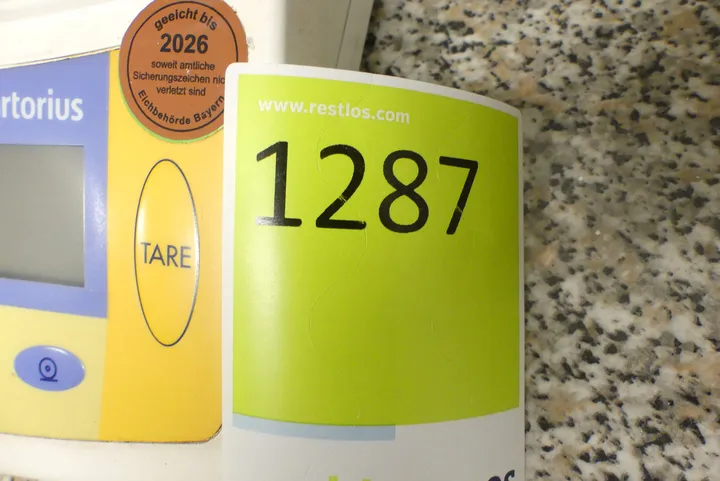 geeicht bis
2026
soweit amtliche
Sicherungszeichen nic
verletzt sind
Eichbehörde Bayern
rtorius
TARE
www.restlos.com
1287